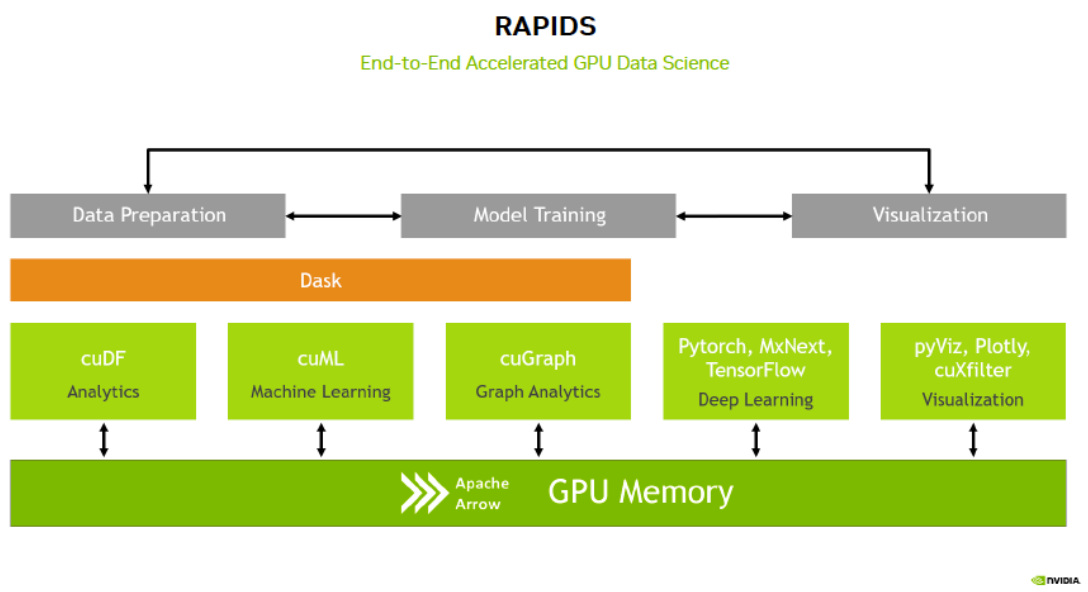 RAPIDS
End-to-End Accelerated GPU Data Science
Data Preparation
Model Training
Visualization
Dask
cuDF
Analytics
cuML
Machine Learning
cuGraph
Graph Analytics
Pytorch, MxNext,
TensorFlow
Deep Learning
pyViz, Plotly,
cuXfilter
Visualization
Apache
Arrow
GPU Memory
NVIDIA.